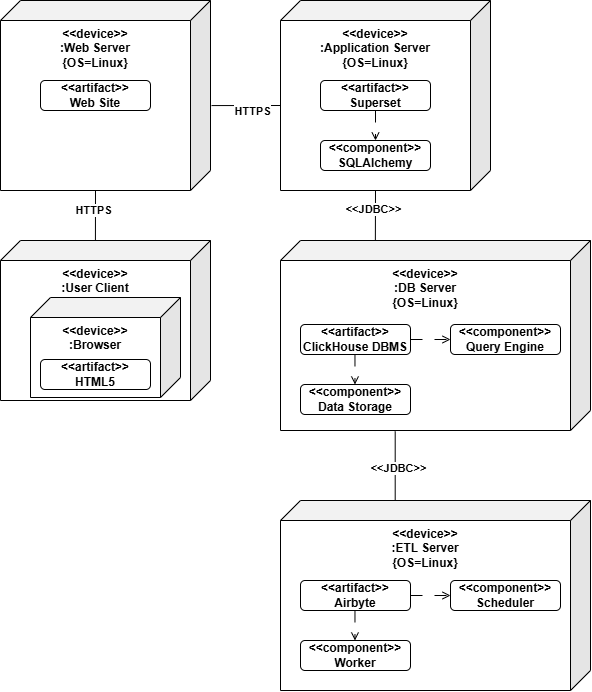 <<device>>
:Web Server
{OS=Linux}
<<artifact>>
Web Site
HTTPS
<<device>>
:Application Server
{OS=Linux}
<<artifact>>
Superset
<<component>>
SQLAlchemy
HTTPS
<<JDBC>>
<<device>>
:User Client
<<device>>
:Browser
<<artifact>>
HTML5
<<device>>
:DB Server
{OS=Linux}
<<artifact>>
ClickHouse DBMS
<<component>>
Query Engine
<<component>>
Data Storage
<<JDBC>>
<<device>>
:ETL Server
{OS=Linux}
<<artifact>>
Airbyte
<<component>>
Scheduler
<<component>>
Worker